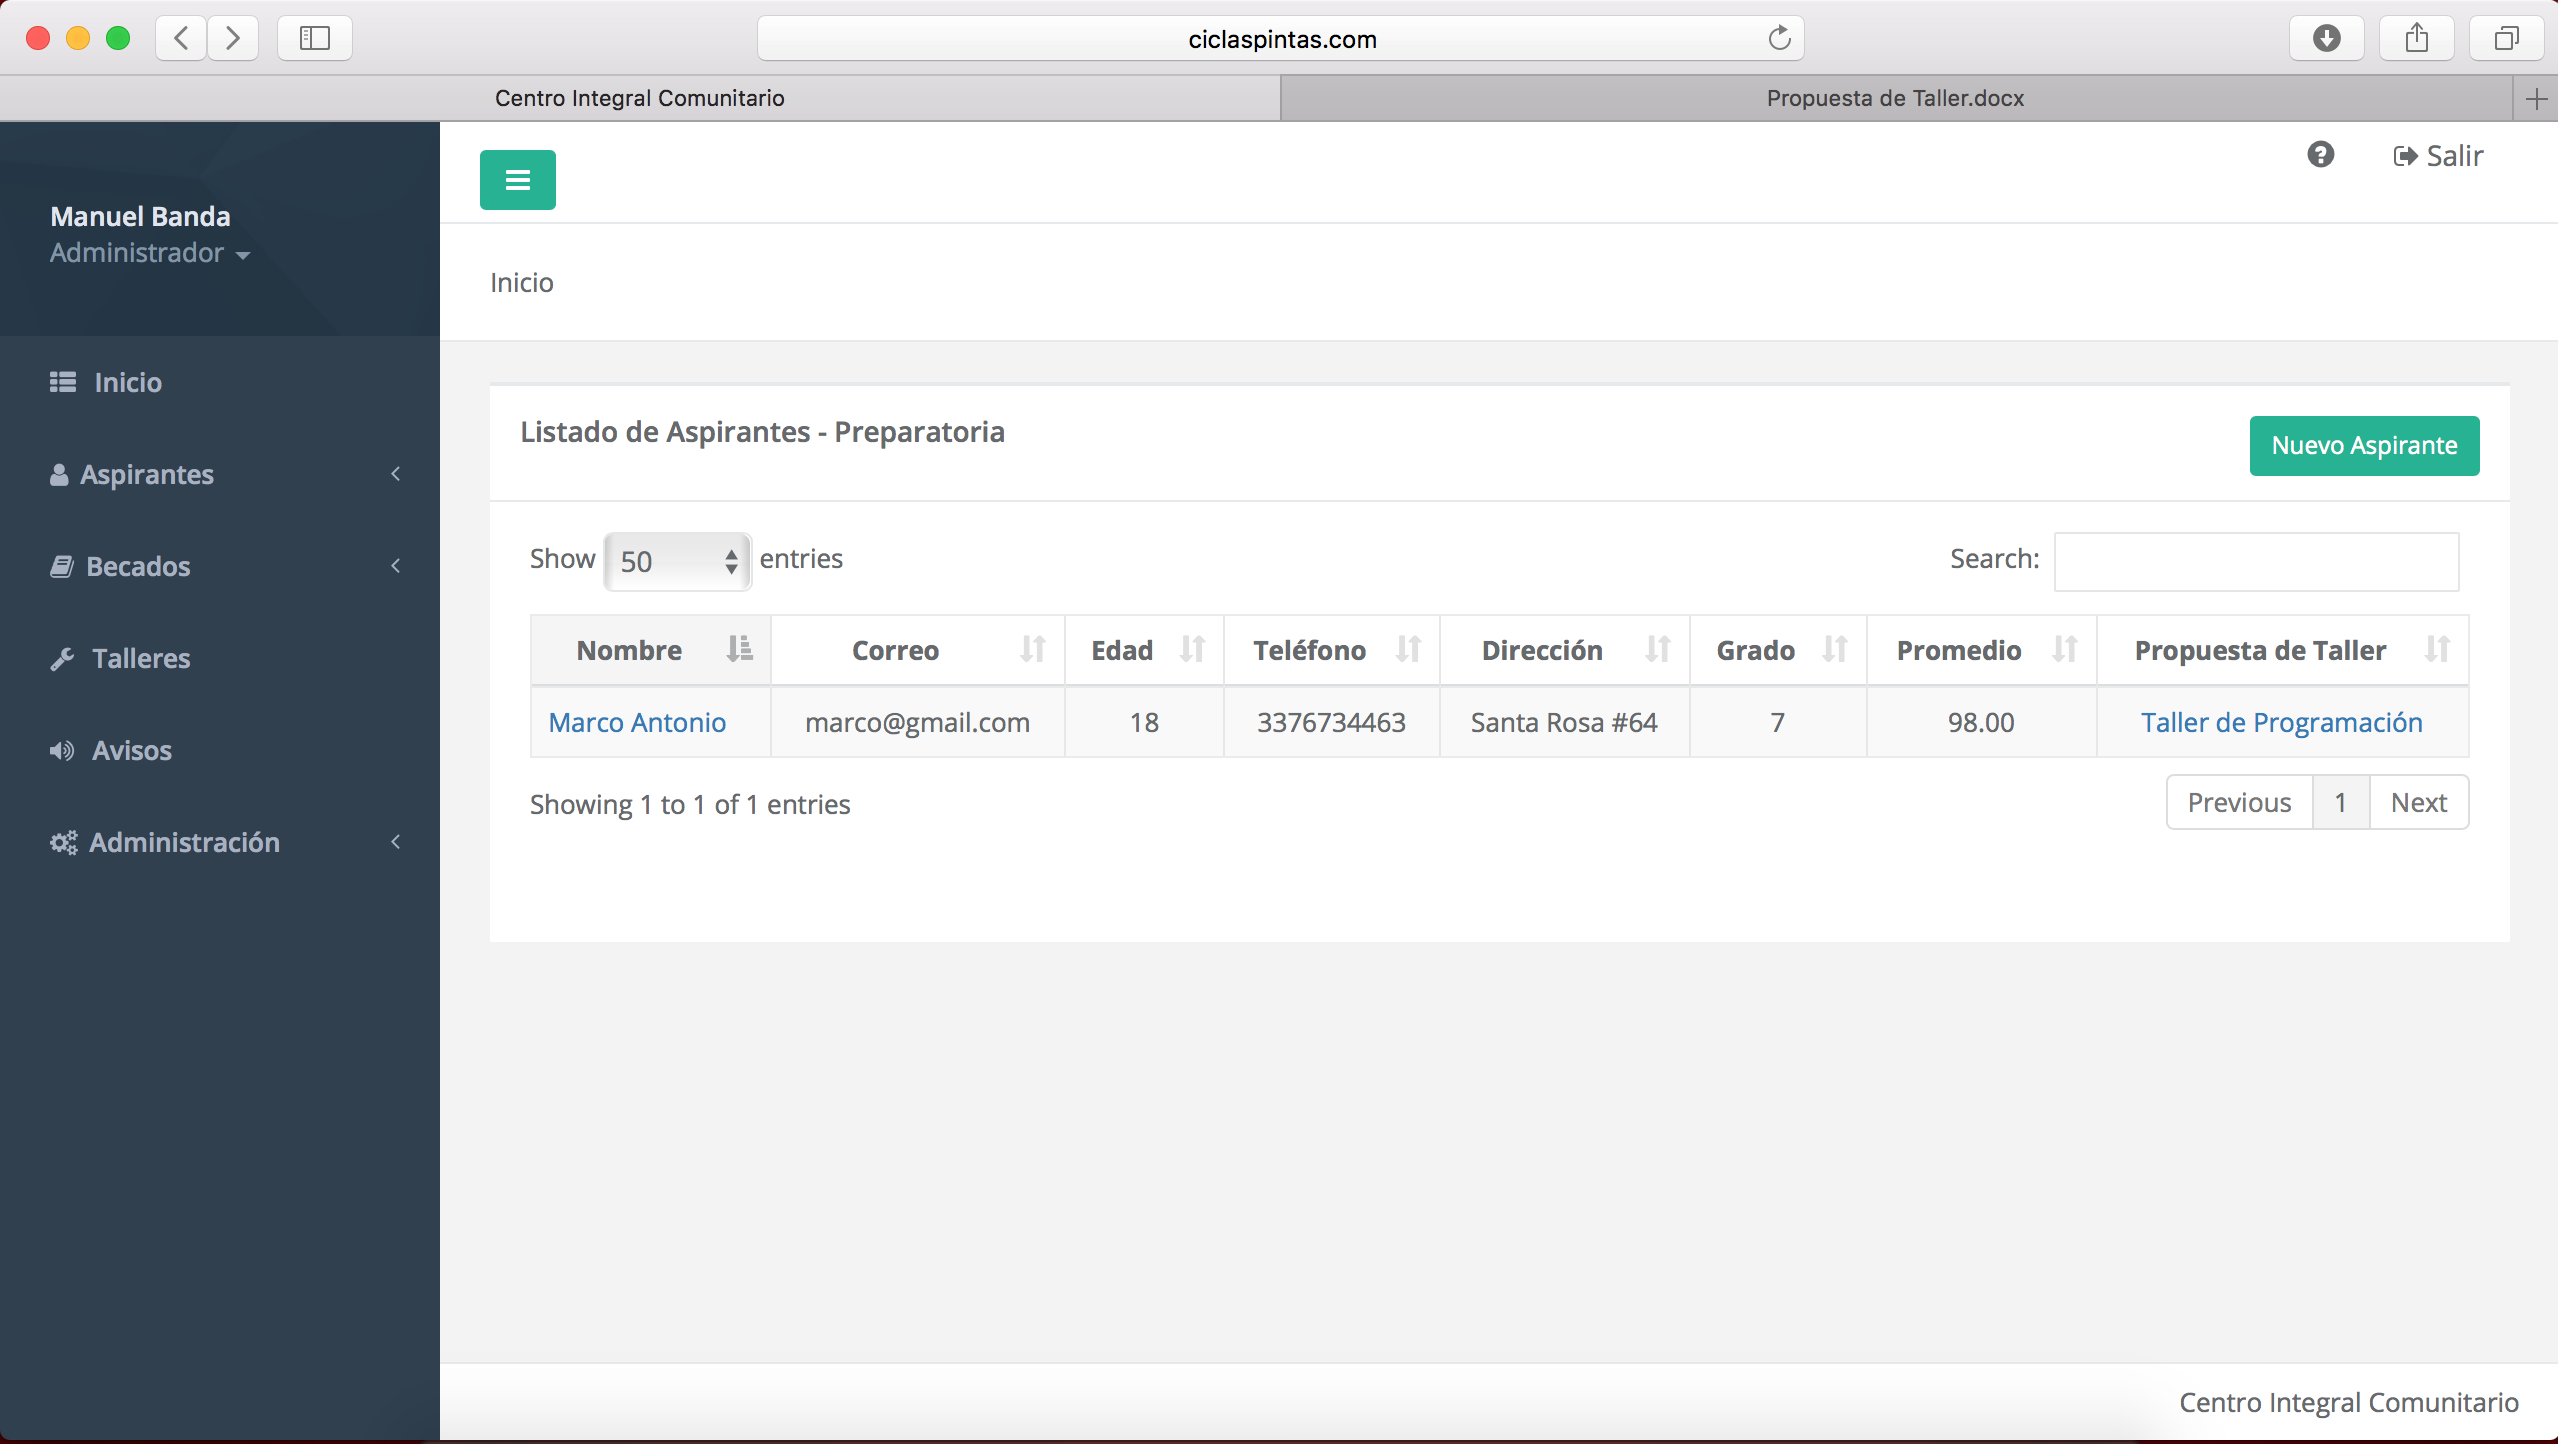 ciclaspintas.com
Centro Integral Comunitario
Propuesta de Taller.docx
Manuel Banda
Administrador
Inicio
Aspirantes
Becados
Talleres
Avisos
Administración
Salir
Inicio
Listado de Aspirantes - Preparatoria
Nuevo Aspirante
Show 50 entries
Search:
Nombre Correo Edad Teléfono Dirección Grado Promedio Propuesta de Taller
Marco Antonio marco@gmail.com 18 3376734463 Santa Rosa #64 7 98.00 Taller de Programación
Showing 1 to 1 of 1 entries
Previous 1 Next
Centro Integral Comunitario